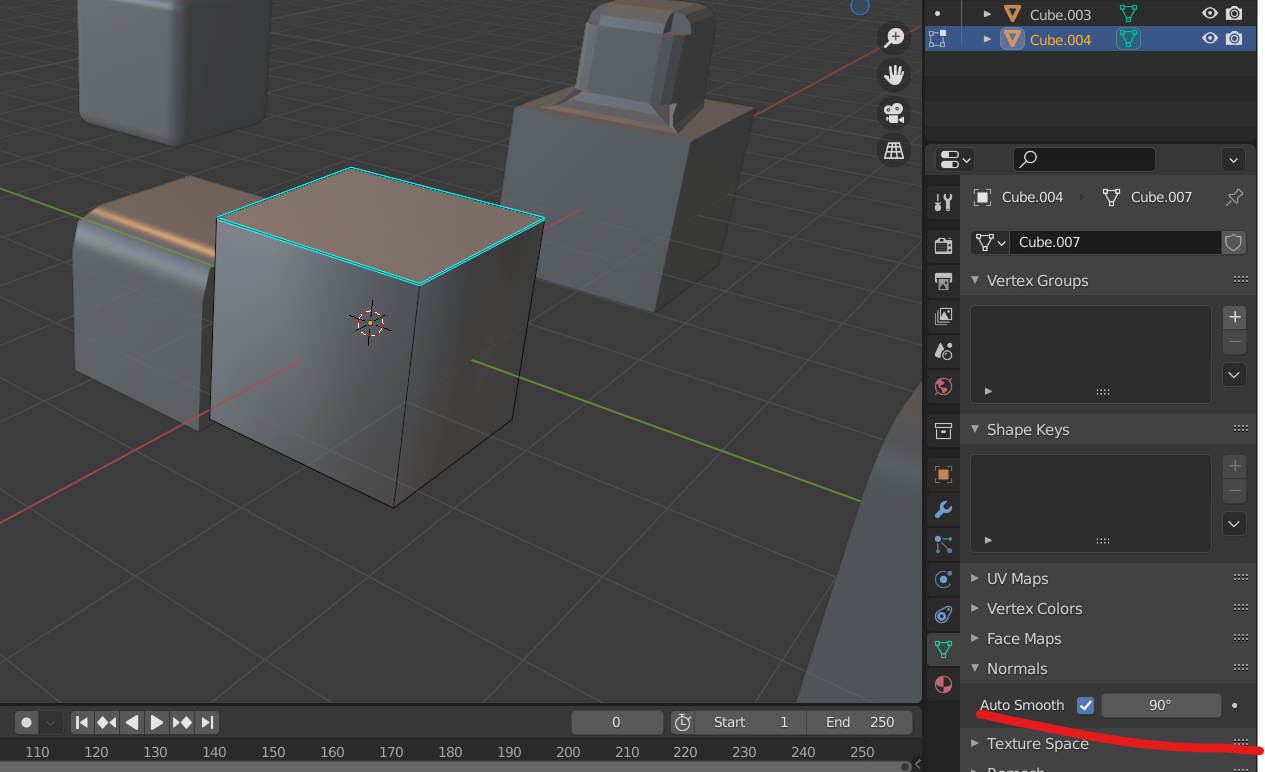 Cube.003
Cube.004
Cube.004 Cube.007
Cube.007
Vertex Groups
Shape Keys
UV Maps
Vertex Colors
Face Maps
Normals
Auto Smooth 90°
Texture Space
Remesh
0 Start 1 End 250
110 120 130 140 150 160 170 180 190 200 210 220 230 240 250